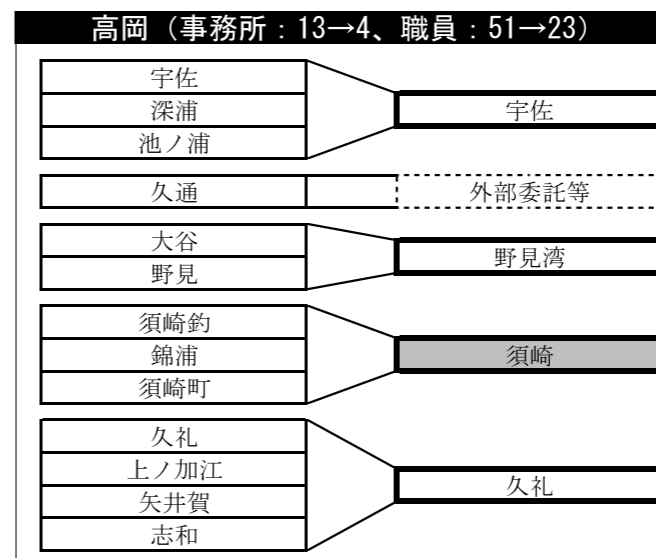 高岡（事務所：13→4、職員：51→23）
宇佐
深浦
池ノ浦
宇佐
久通
外部委託等
大谷
野見
野見湾
須崎釣
錦浦
須崎町
須崎
久礼
上ノ加江
矢井賀
志和
久礼